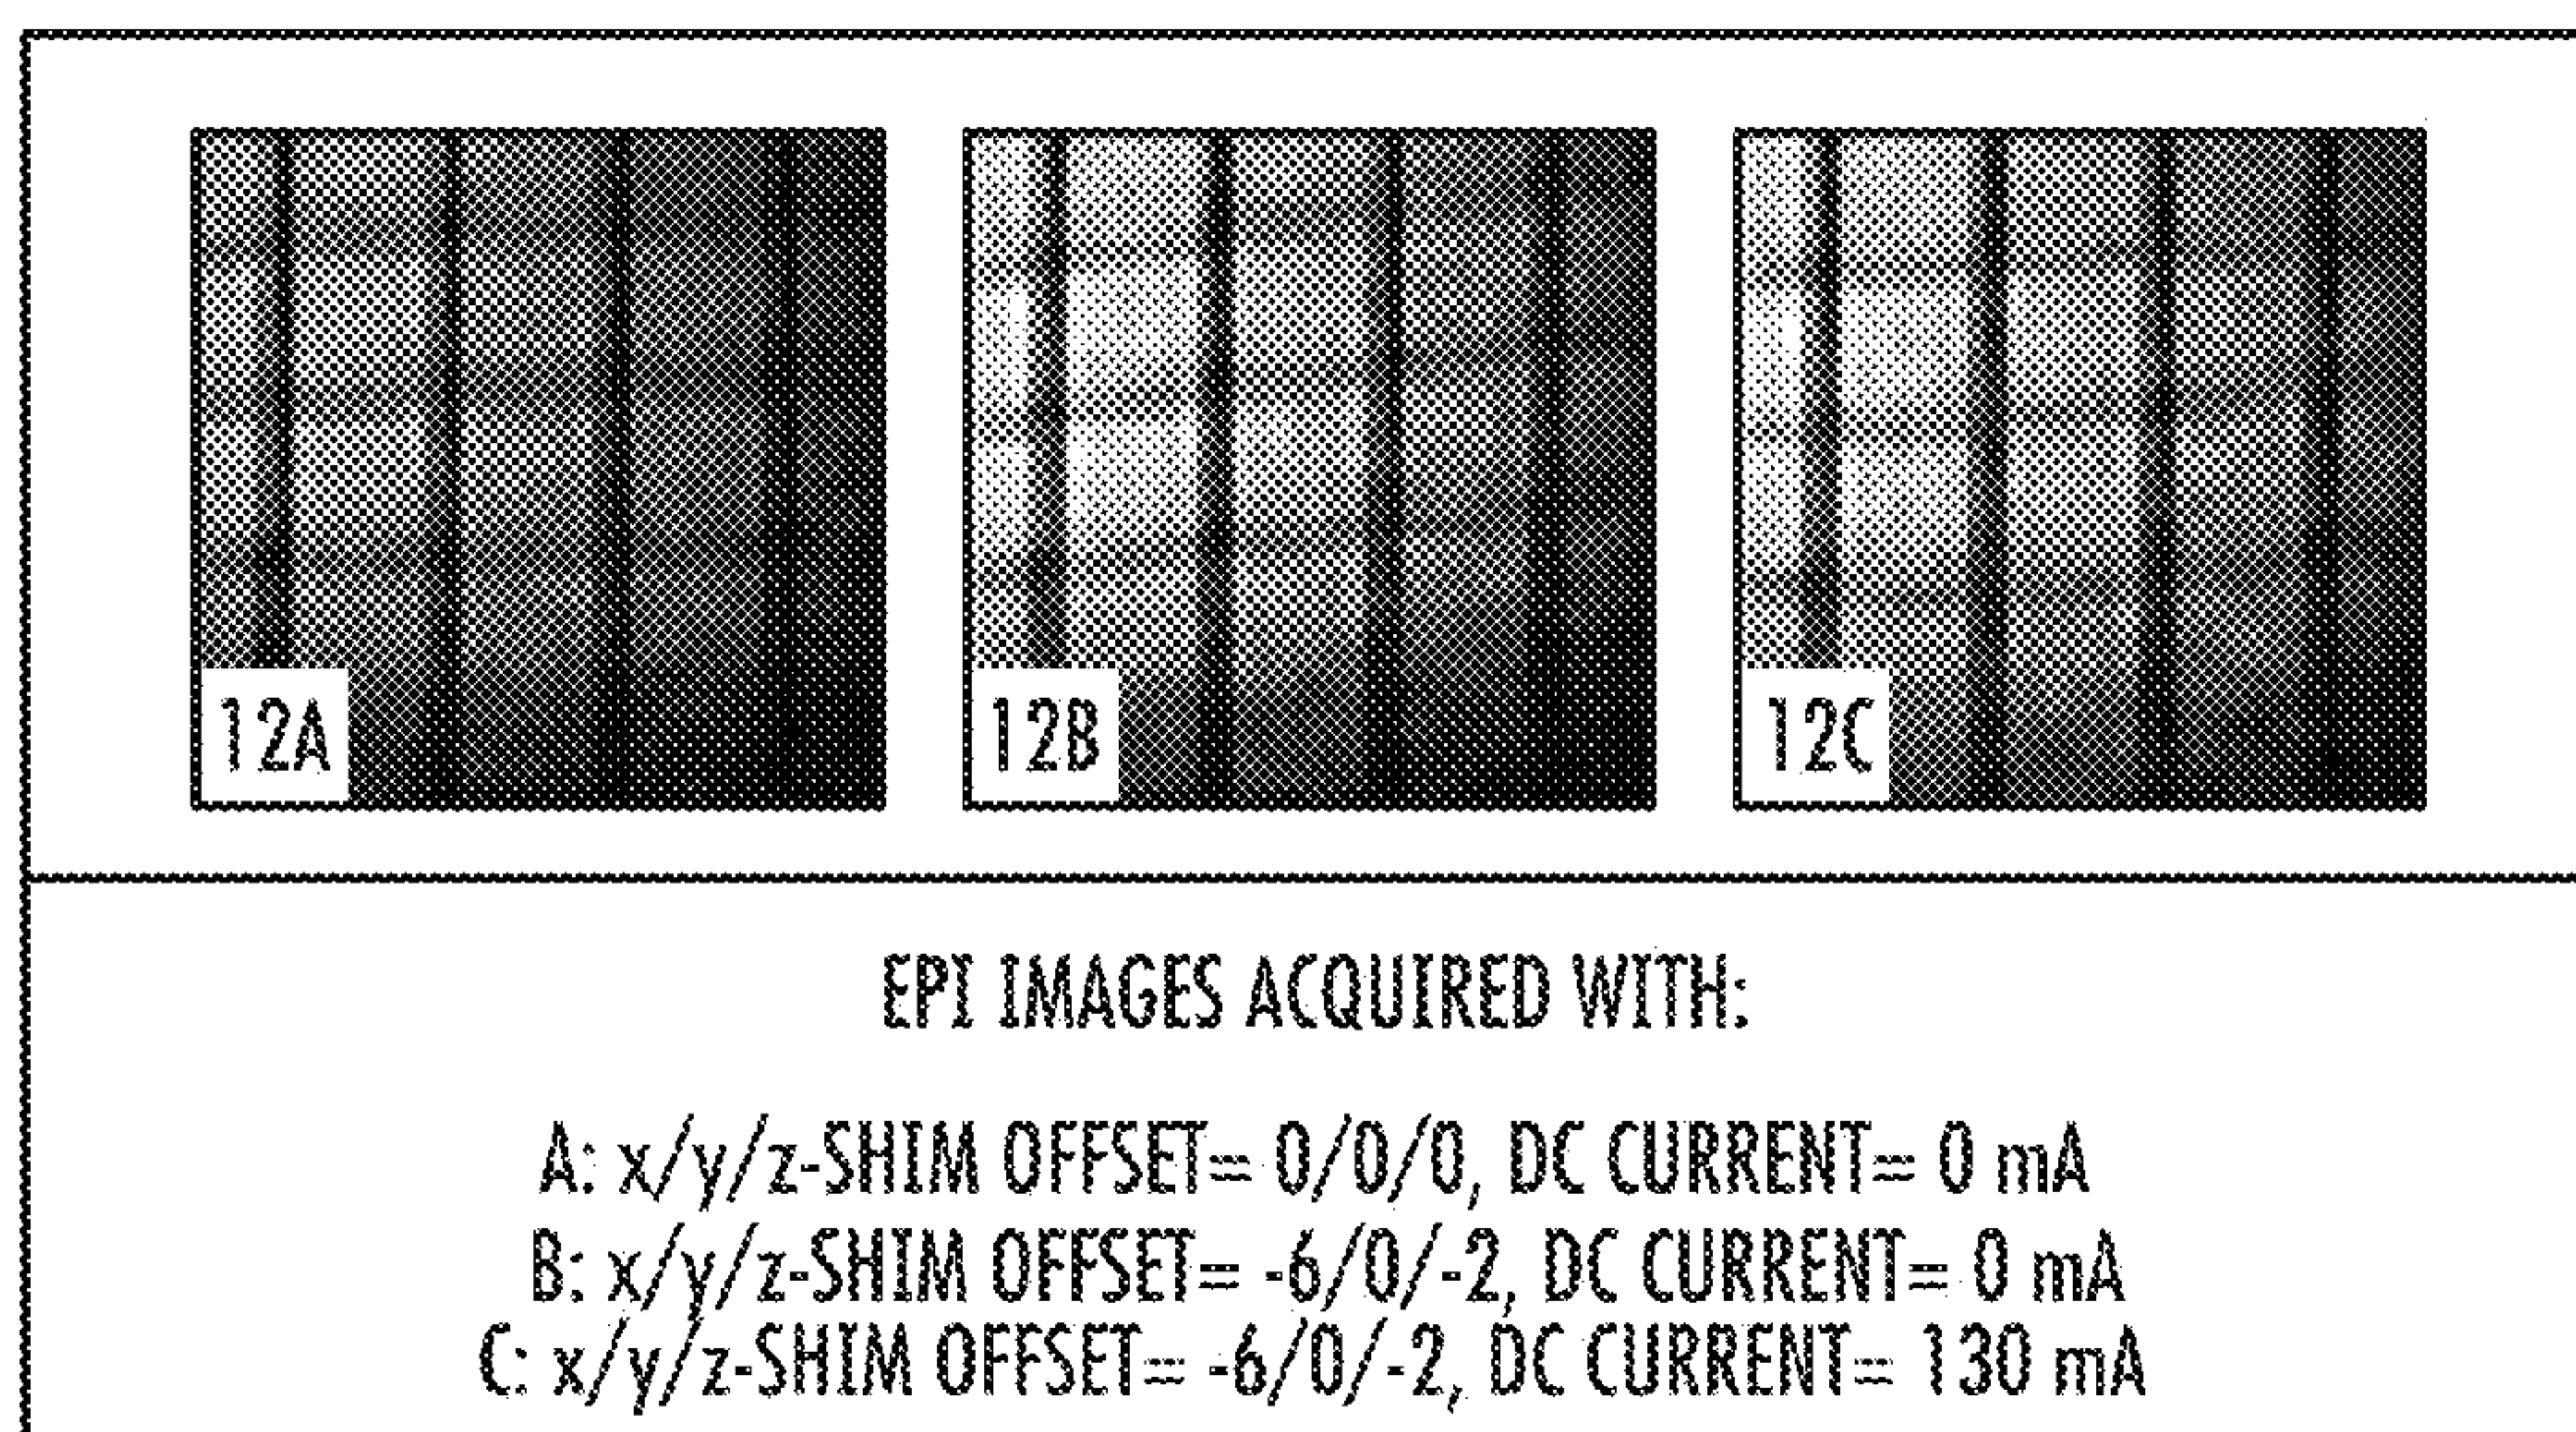 12A
12B
12C
EPI IMAGES ACQUIRED WITH:
A: x/y/z-SHIM OFFSET= 0/0/0, DC CURRENT= 0 mA
B: x/y/z-SHIM OFFSET= -6/0/-2, DC CURRENT= 0 mA
C: x/y/z-SHIM OFFSET= -6/0/-2, DC CURRENT= 130 mA